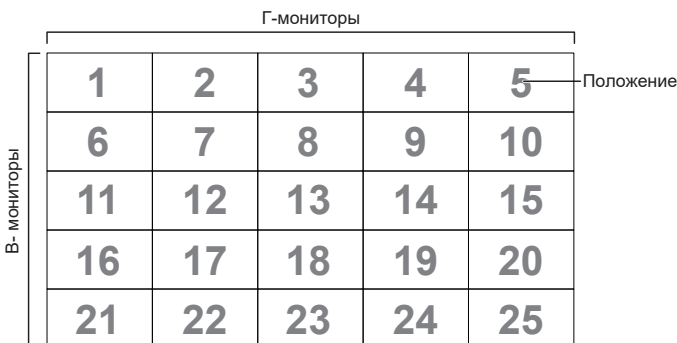 Г-мониторы
В- мониторы
1 2 3 4 5
Положение
6 7 8 9 10
11 12 13 14 15
16 17 18 19 20
21 22 23 24 25